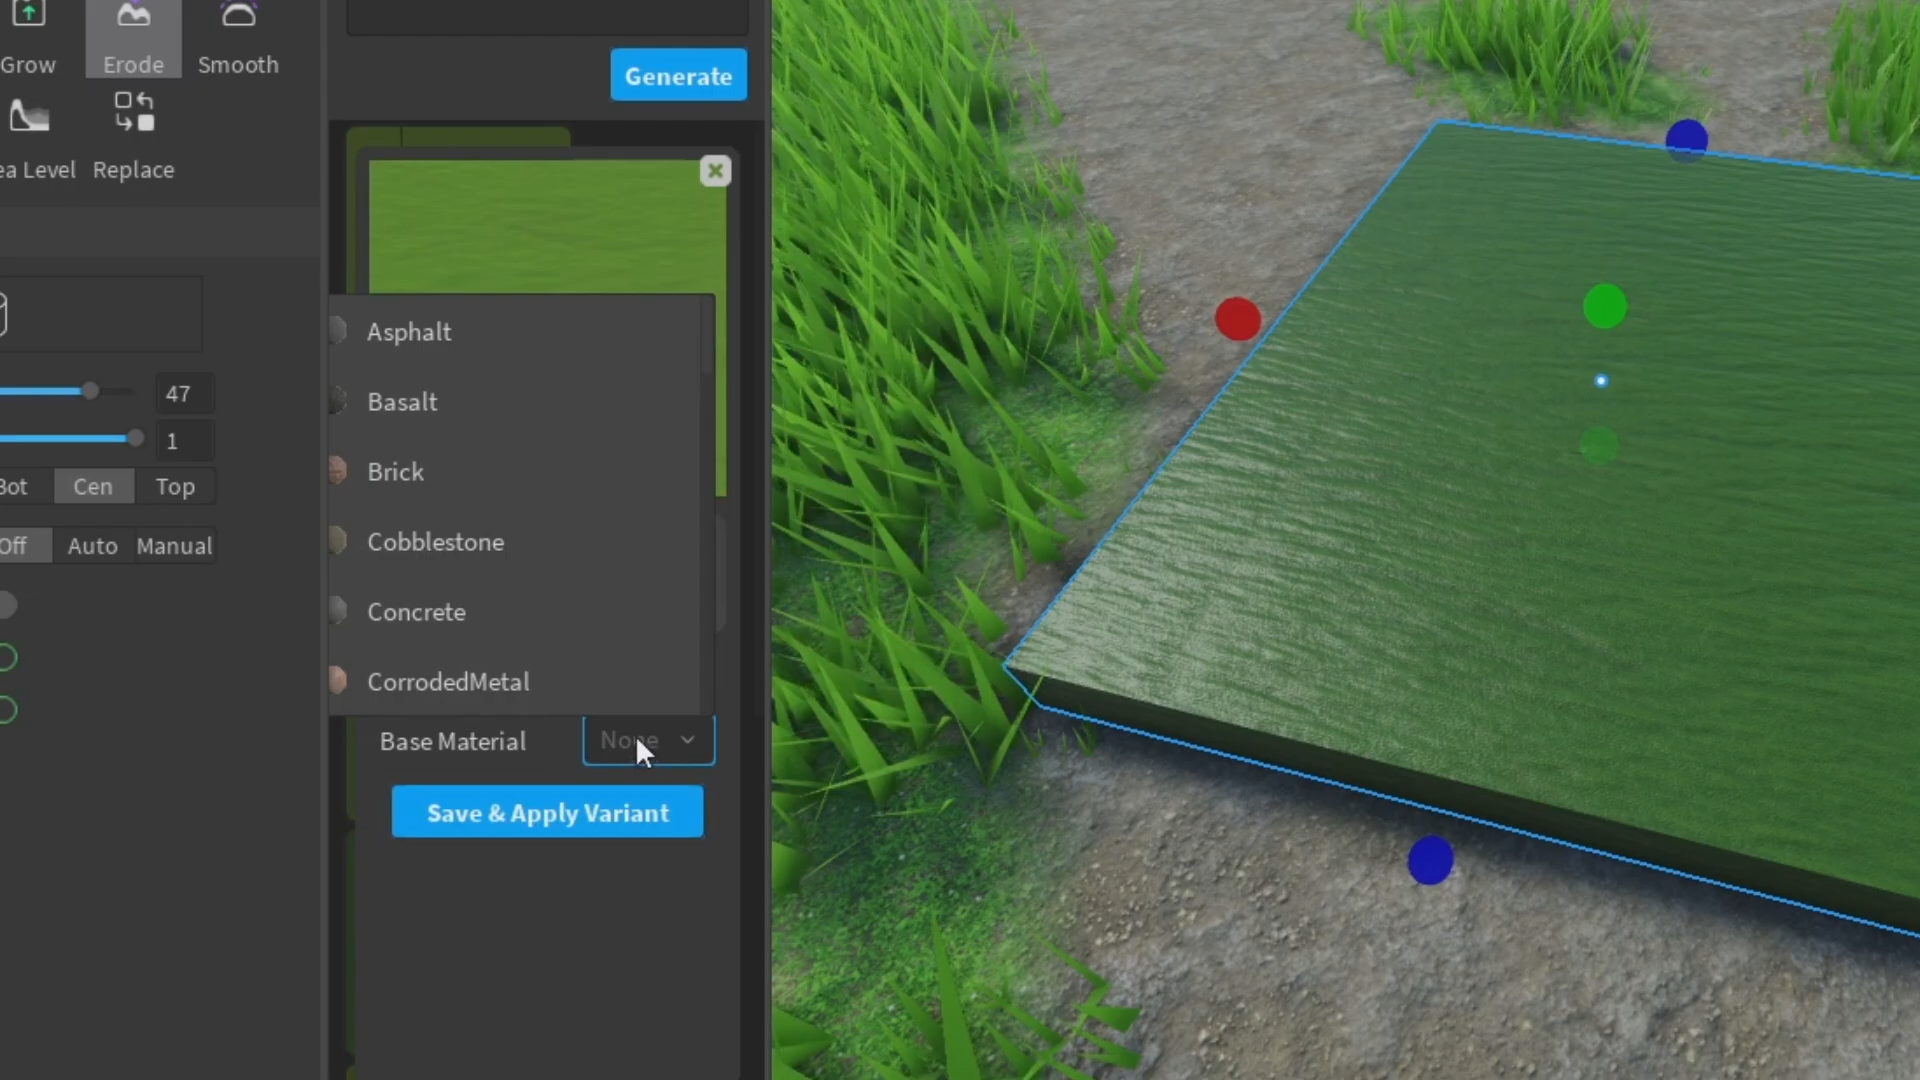 Grow
Erode
Smooth
ea Level
Replace
47
1
Bot
Cen
Top
Off
Auto
Manual
Generate
Asphalt
Basalt
Brick
Cobblestone
Concrete
CorrodedMetal
Base Material
None
Save & Apply Variant